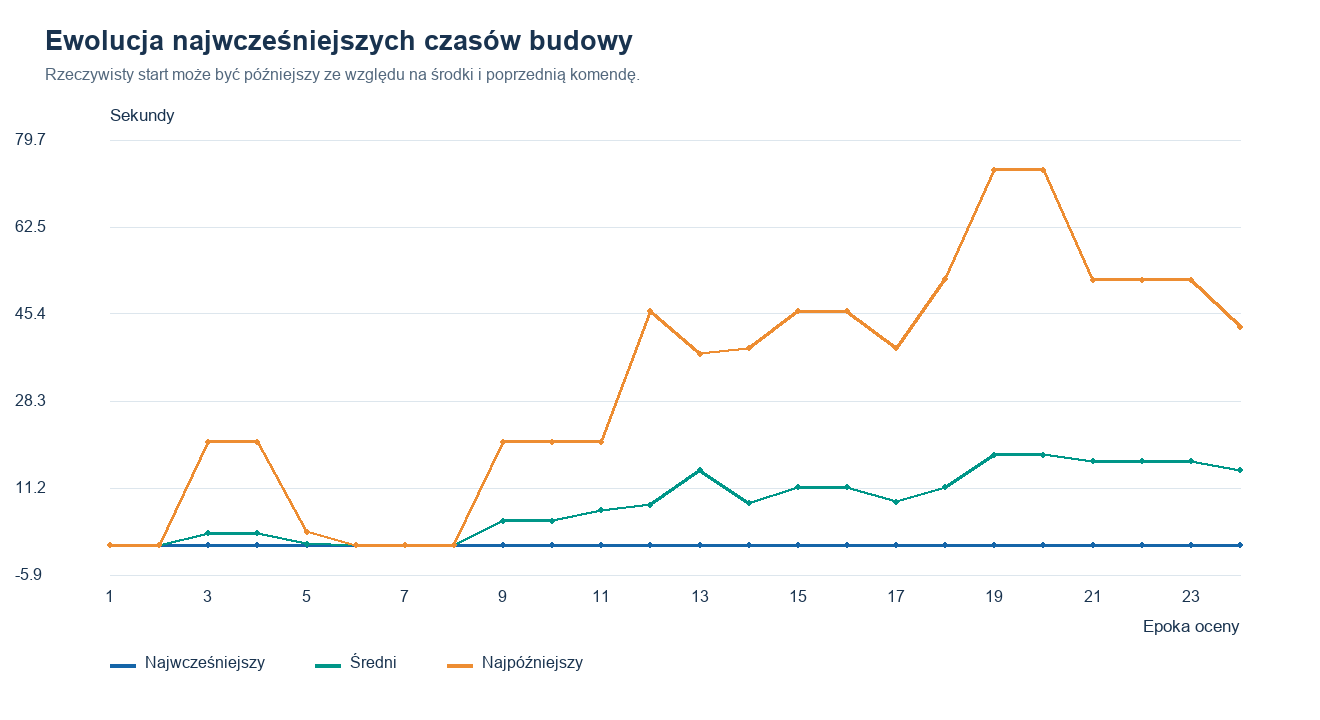 Ewolucja najwcześniejszych czasów budowy
Rzeczywisty start może być późniejszy ze względu na środki i poprzednią komendę.
Sekundy
79.7
62.5
45.4
28.3
11.2
-5.9
1 3 5 7 9 11 13 15 17 19 21 23
Epoka oceny
Najwcześniejszy Średni Najpóźniejszy